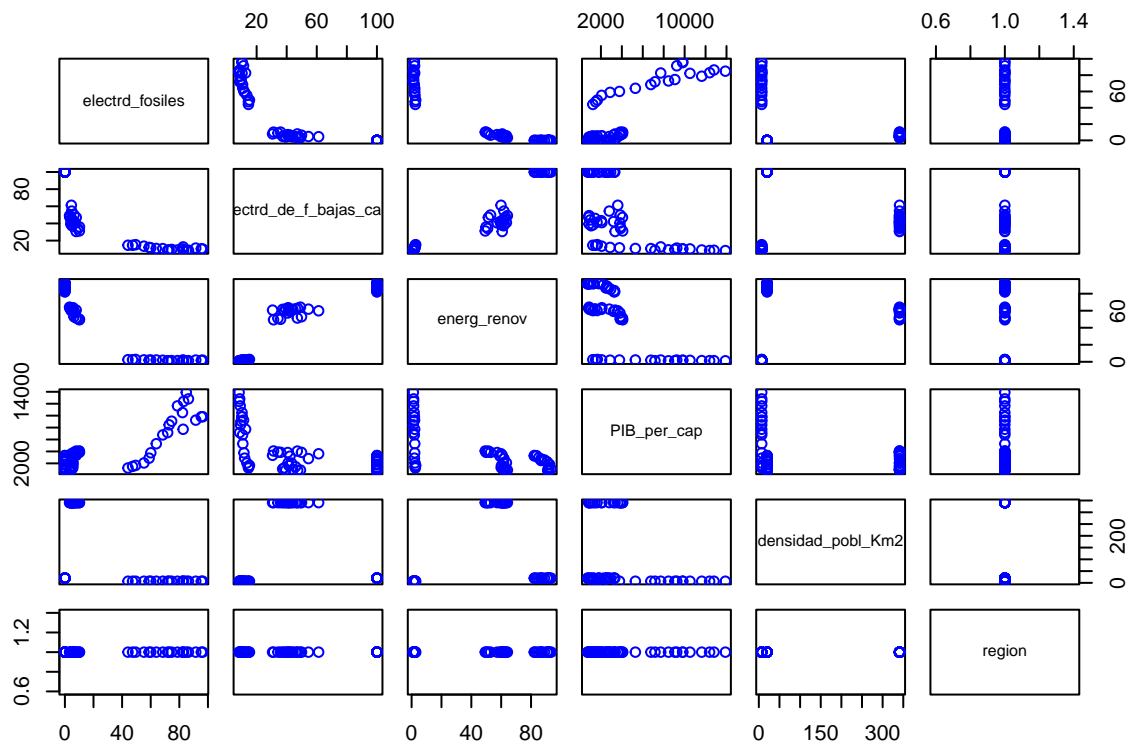 20 60 100 2000 10000 0.6 1.0 1.4
electrd_fosiles
0 60
20 80
ectrd_de_f_bajas_ca
energ_renov
0 60
2000 14000
PIB_per_cap
densidad_pobl_Km2
0 200
0.6 1.2
region
0 40 80 0 40 80 0 150 350